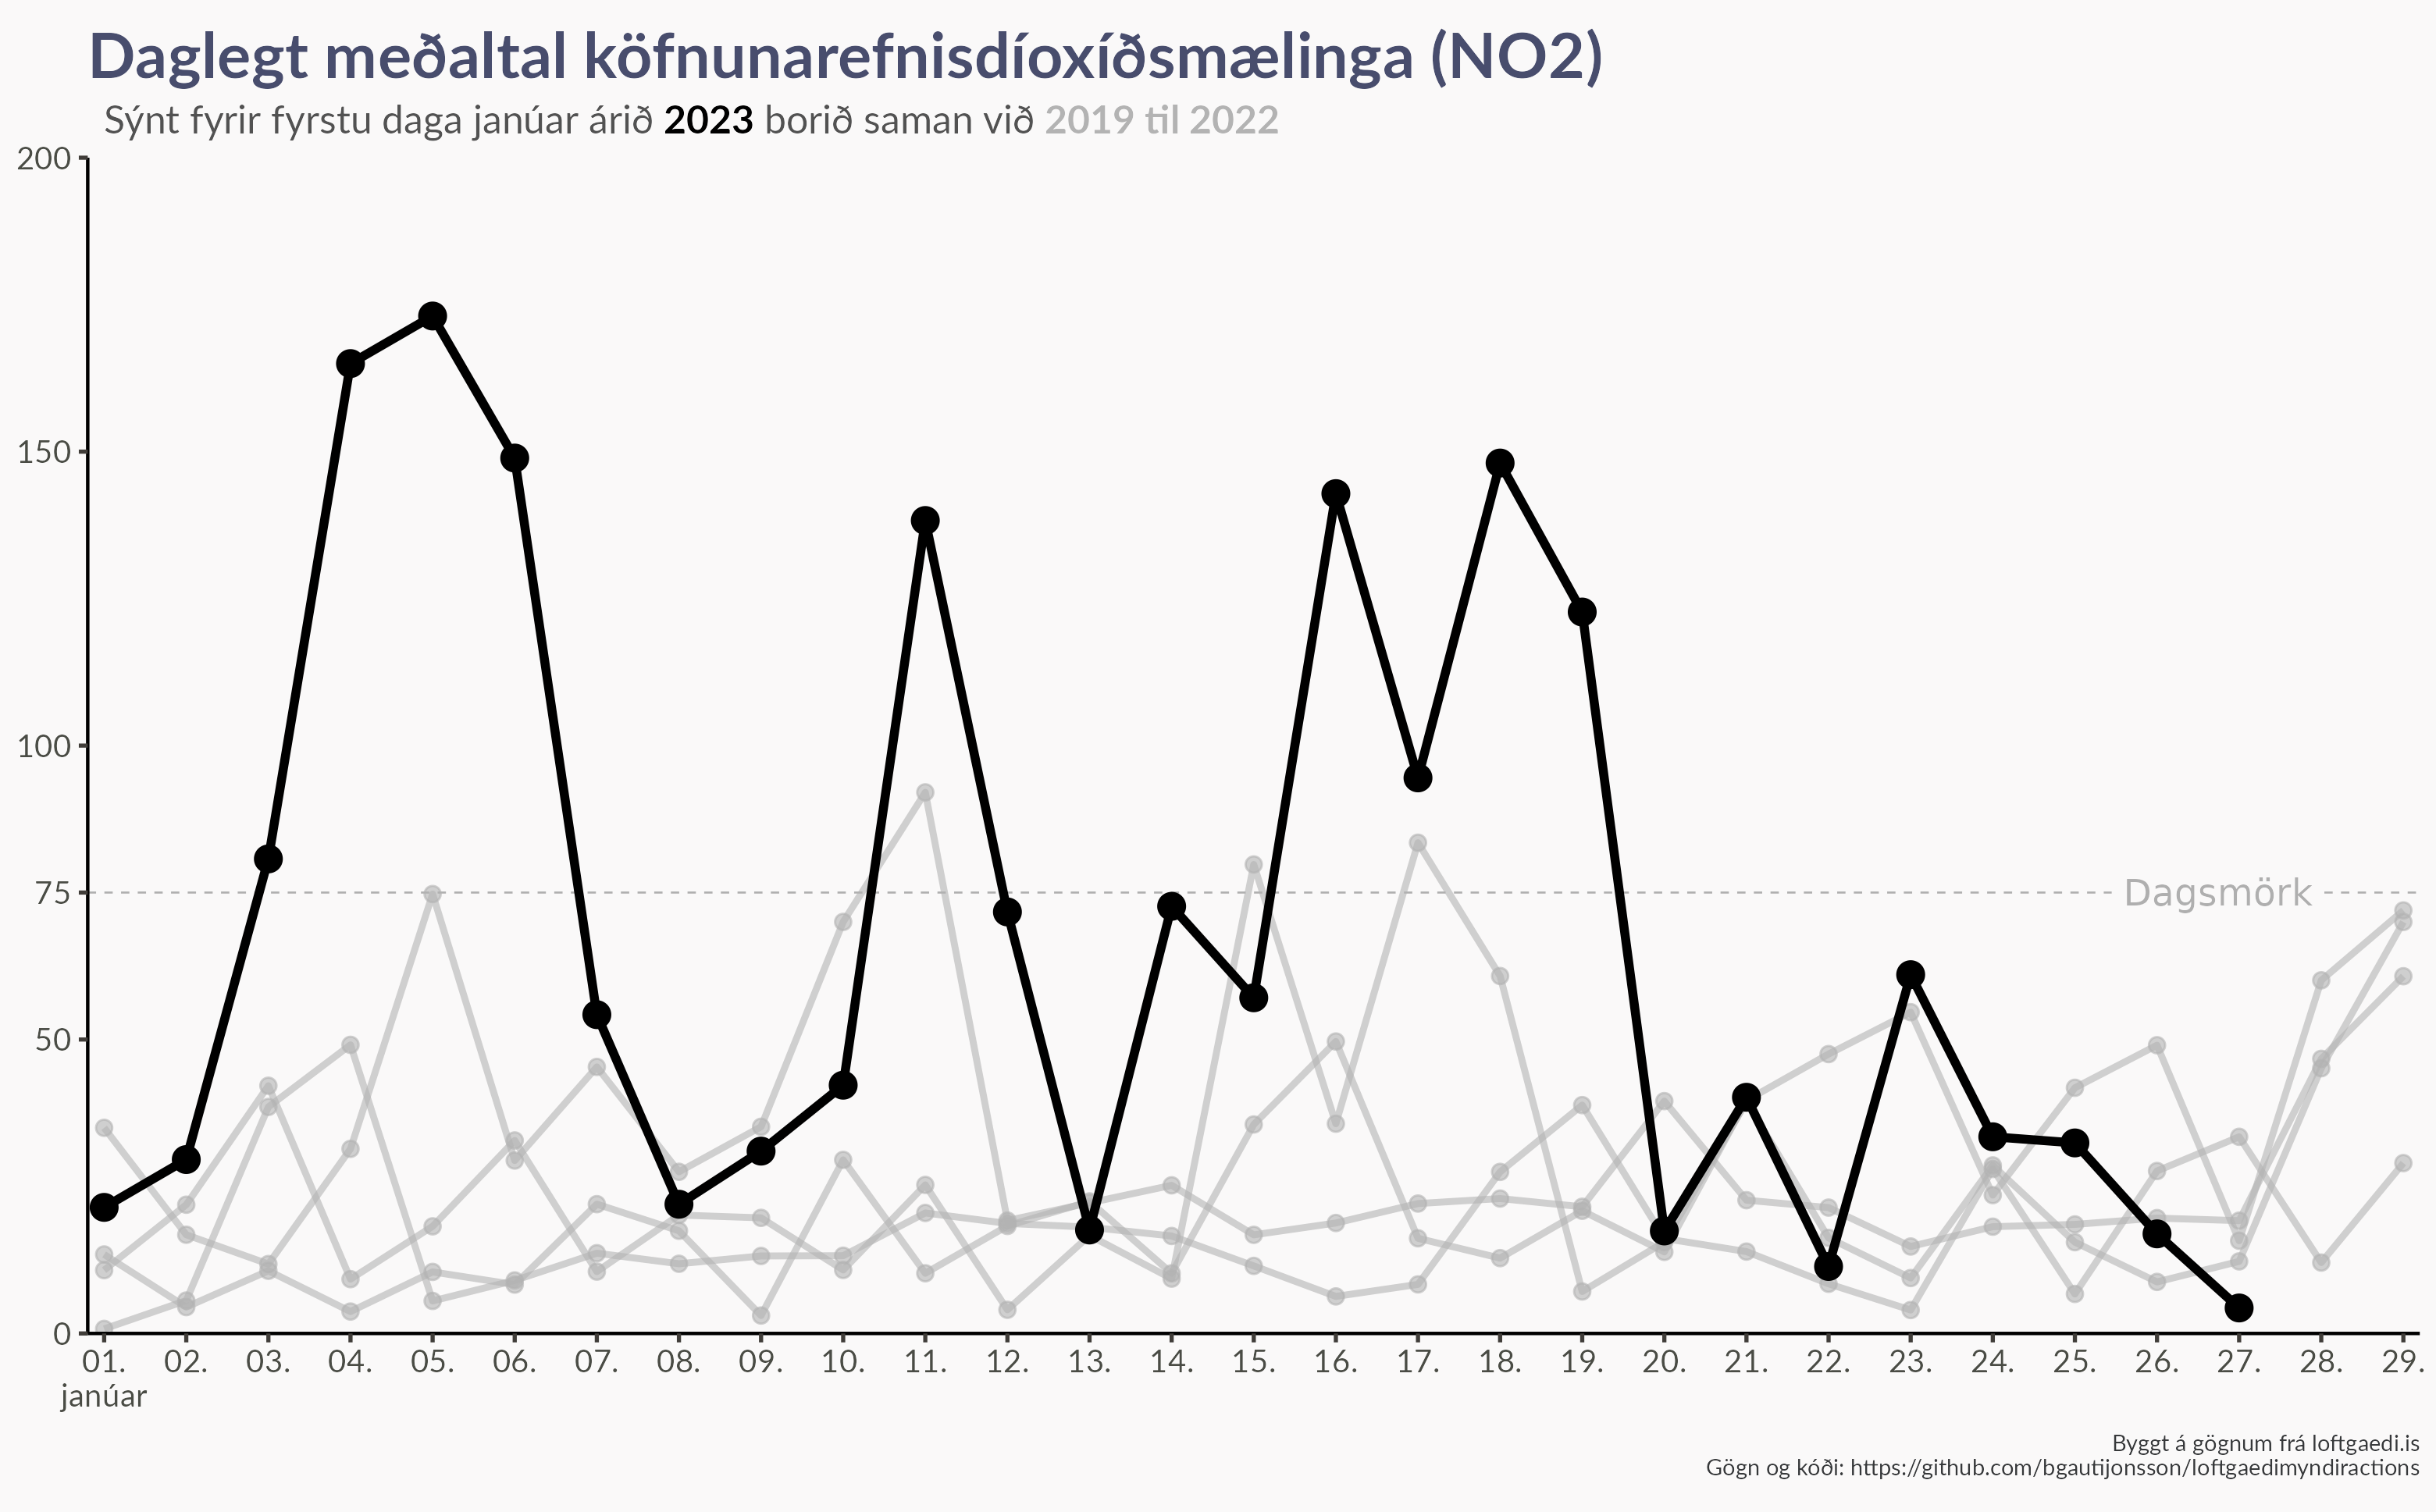 Daglegt meðaltal köfnunarefnisdíoxíðsmælinga (NO2)
Sýnt fyrir fyrstu daga janúar árið 2023 borið saman við 2019 til 2022
200
150
100
75
Dagsmörk
50
0
01. 02. 03. 04. 05. 06. 07. 08. 09. 10. 11. 12. 13. 14. 15. 16. 17. 18. 19. 20. 21. 22. 23. 24. 25. 26. 27. 28. 29.
janúar
Byggt á gögnum frá loftgaedi.is
Gögn og kóði: https://github.com/bgautijonsson/loftgaedimyndiractions